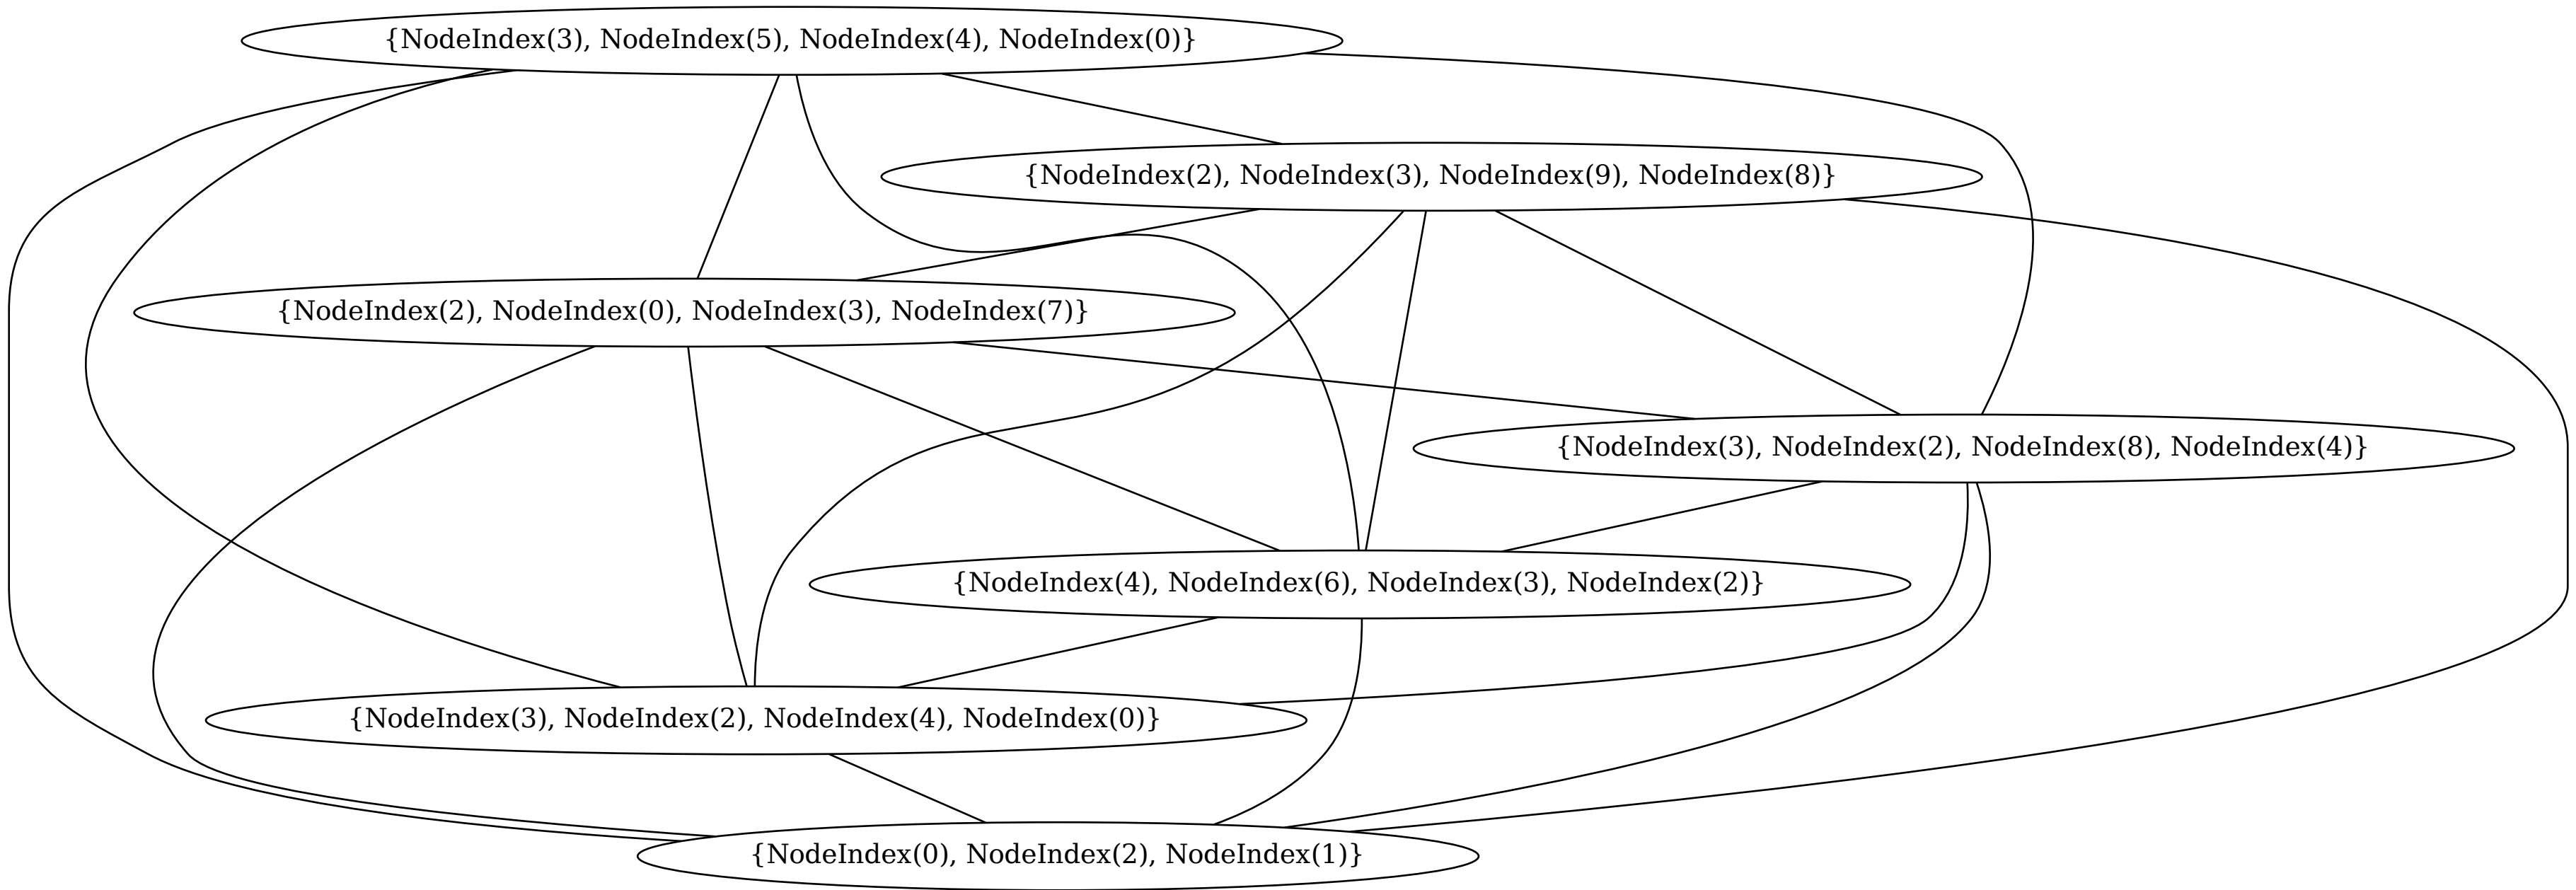 {NodeIndex(3), NodeIndex(5), NodeIndex(4), NodeIndex(0)}
{NodeIndex(2), NodeIndex(3), NodeIndex(9), NodeIndex(8)}
{NodeIndex(2), NodeIndex(0), NodeIndex(3), NodeIndex(7)}
{NodeIndex(3), NodeIndex(2), NodeIndex(8), NodeIndex(4)}
{NodeIndex(4), NodeIndex(6), NodeIndex(3), NodeIndex(2)}
{NodeIndex(3), NodeIndex(2), NodeIndex(4), NodeIndex(0)}
{NodeIndex(0), NodeIndex(2), NodeIndex(1)}